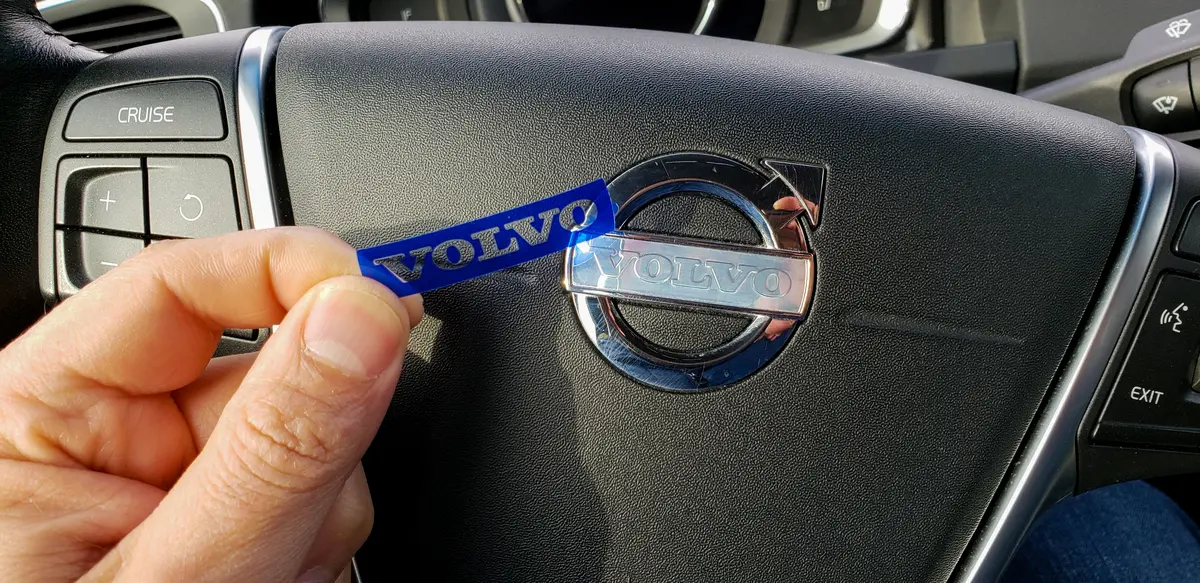 CRUISE
+
−
VOLVO
VOLVO
EXIT